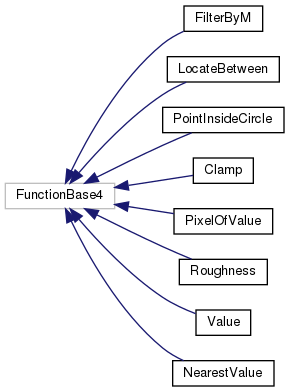 FilterByM
LocateBetween
PointInsideCircle
Clamp
FunctionBase4
PixelOfValue
Roughness
Value
NearestValue